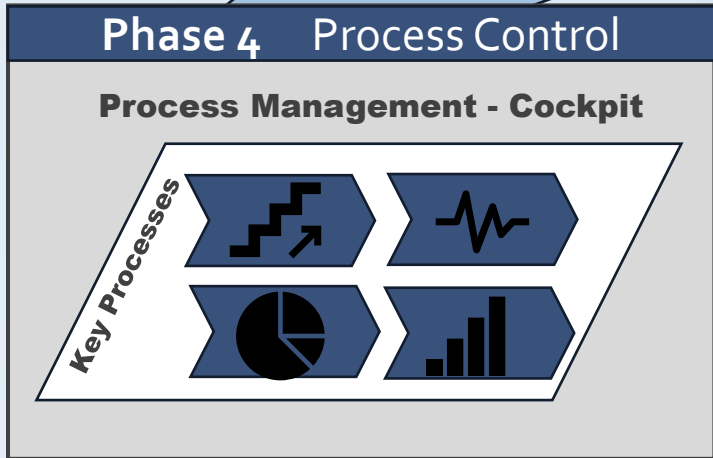 Phase 4 Process Control
Process Management - Cockpit
Key Processes